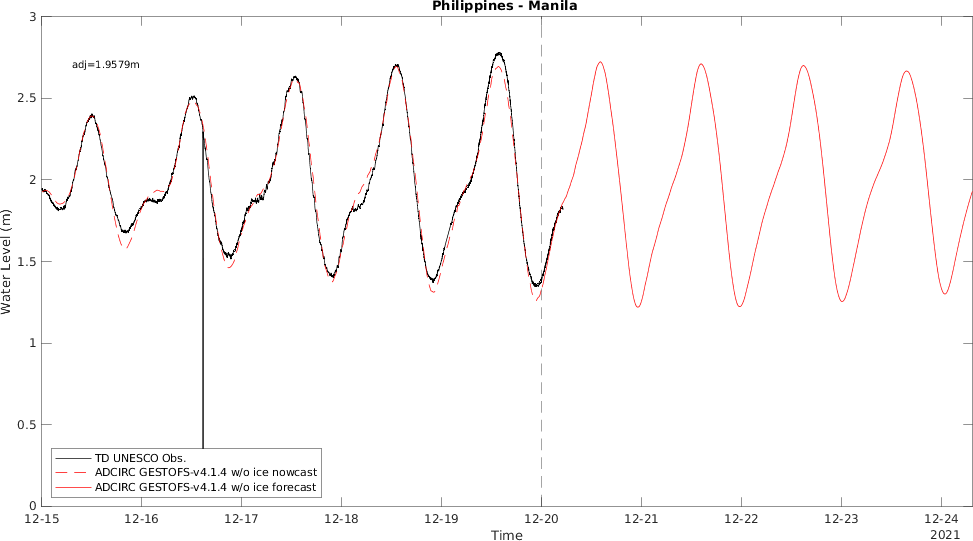 Philippines - Manila
adj=1.9579m
Water Level (m)
3
2.5
2
1.5
1
0.5
0
TD UNESCO Obs.
ADCIRC GESTOFS-v4.1.4 w/o ice nowcast
ADCIRC GESTOFS-v4.1.4 w/o ice forecast
12-15 12-16 12-17 12-18 12-19 12-20 12-21 12-22 12-23 12-24
Time
2021